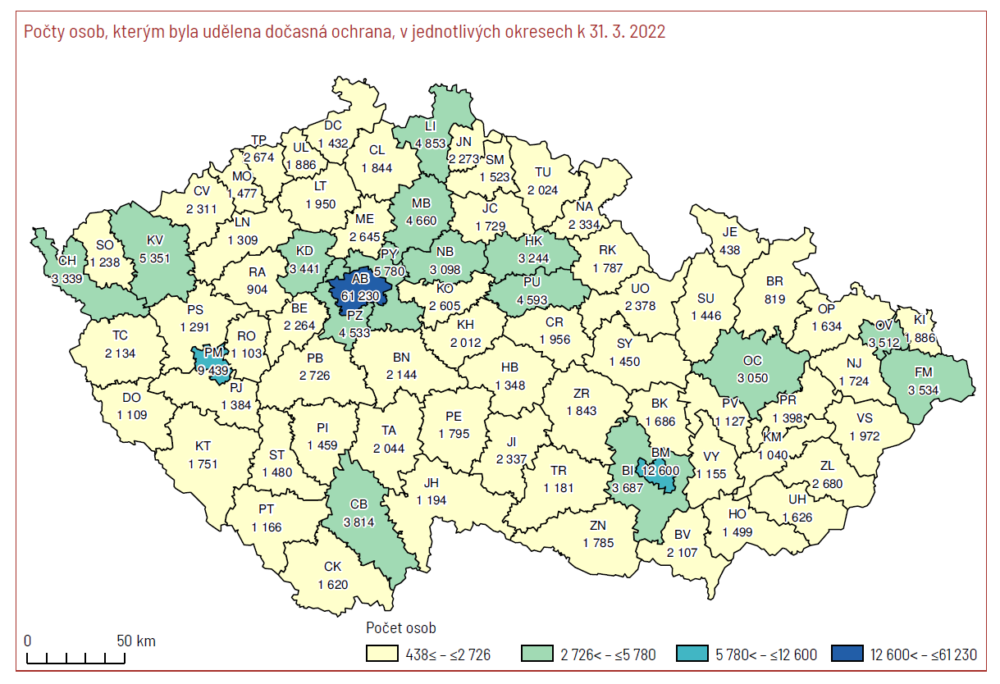 Počty osob, kterým byla udělena dočasná ochrana, v jednotlivých okresech k 31. 3. 2022
DC
1 432
LI
4 853
TP
2 674
UL
1 886
CL
1 844
JN
2 273
SM
1 523
MO
1 477
TU
2 024
CV
2 311
LT
1 950
MB
4 660
JC
1 729
NA
2 334
LN
1 309
ME
2 645
SO
1 238
KV
5 351
KD
3 441
PY
5 780
NB
3 098
HK
3 244
RK
1 787
JE
438
CH
3 339
RA
904
AB
61 230
KO
2 605
PU
4 593
UO
2 378
SU
1 446
BR
819
PS
1 291
BE
2 264
PZ
4 533
KH
2 012
CR
1 956
OP
1 634
OV
3 512
KI
1 886
TC
2 134
RO
1 103
PM
9 439
PB
2 726
BN
2 144
HB
1 348
SY
1 450
OC
3 050
NJ
1 724
FM
3 534
DO
1 109
PJ
1 384
ZR
1 843
BK
1 686
PV
1 127
PR
1 398
VS
1 972
KT
1 751
ST
1 480
PI
1 459
TA
2 044
PE
1 795
JI
2 337
KM
1 040
BM
12 600
BI
3 687
VY
1 155
ZL
2 680
TR
1 181
JH
1 194
PT
1 166
CB
3 814
UH
1 626
HO
1 499
ZN
1 785
BV
2 107
CK
1 620
Počet osob
0 50 km
438≤ – ≤2 726 2 726< – ≤5 780 5 780< – ≤12 600 12 600< – ≤61 230